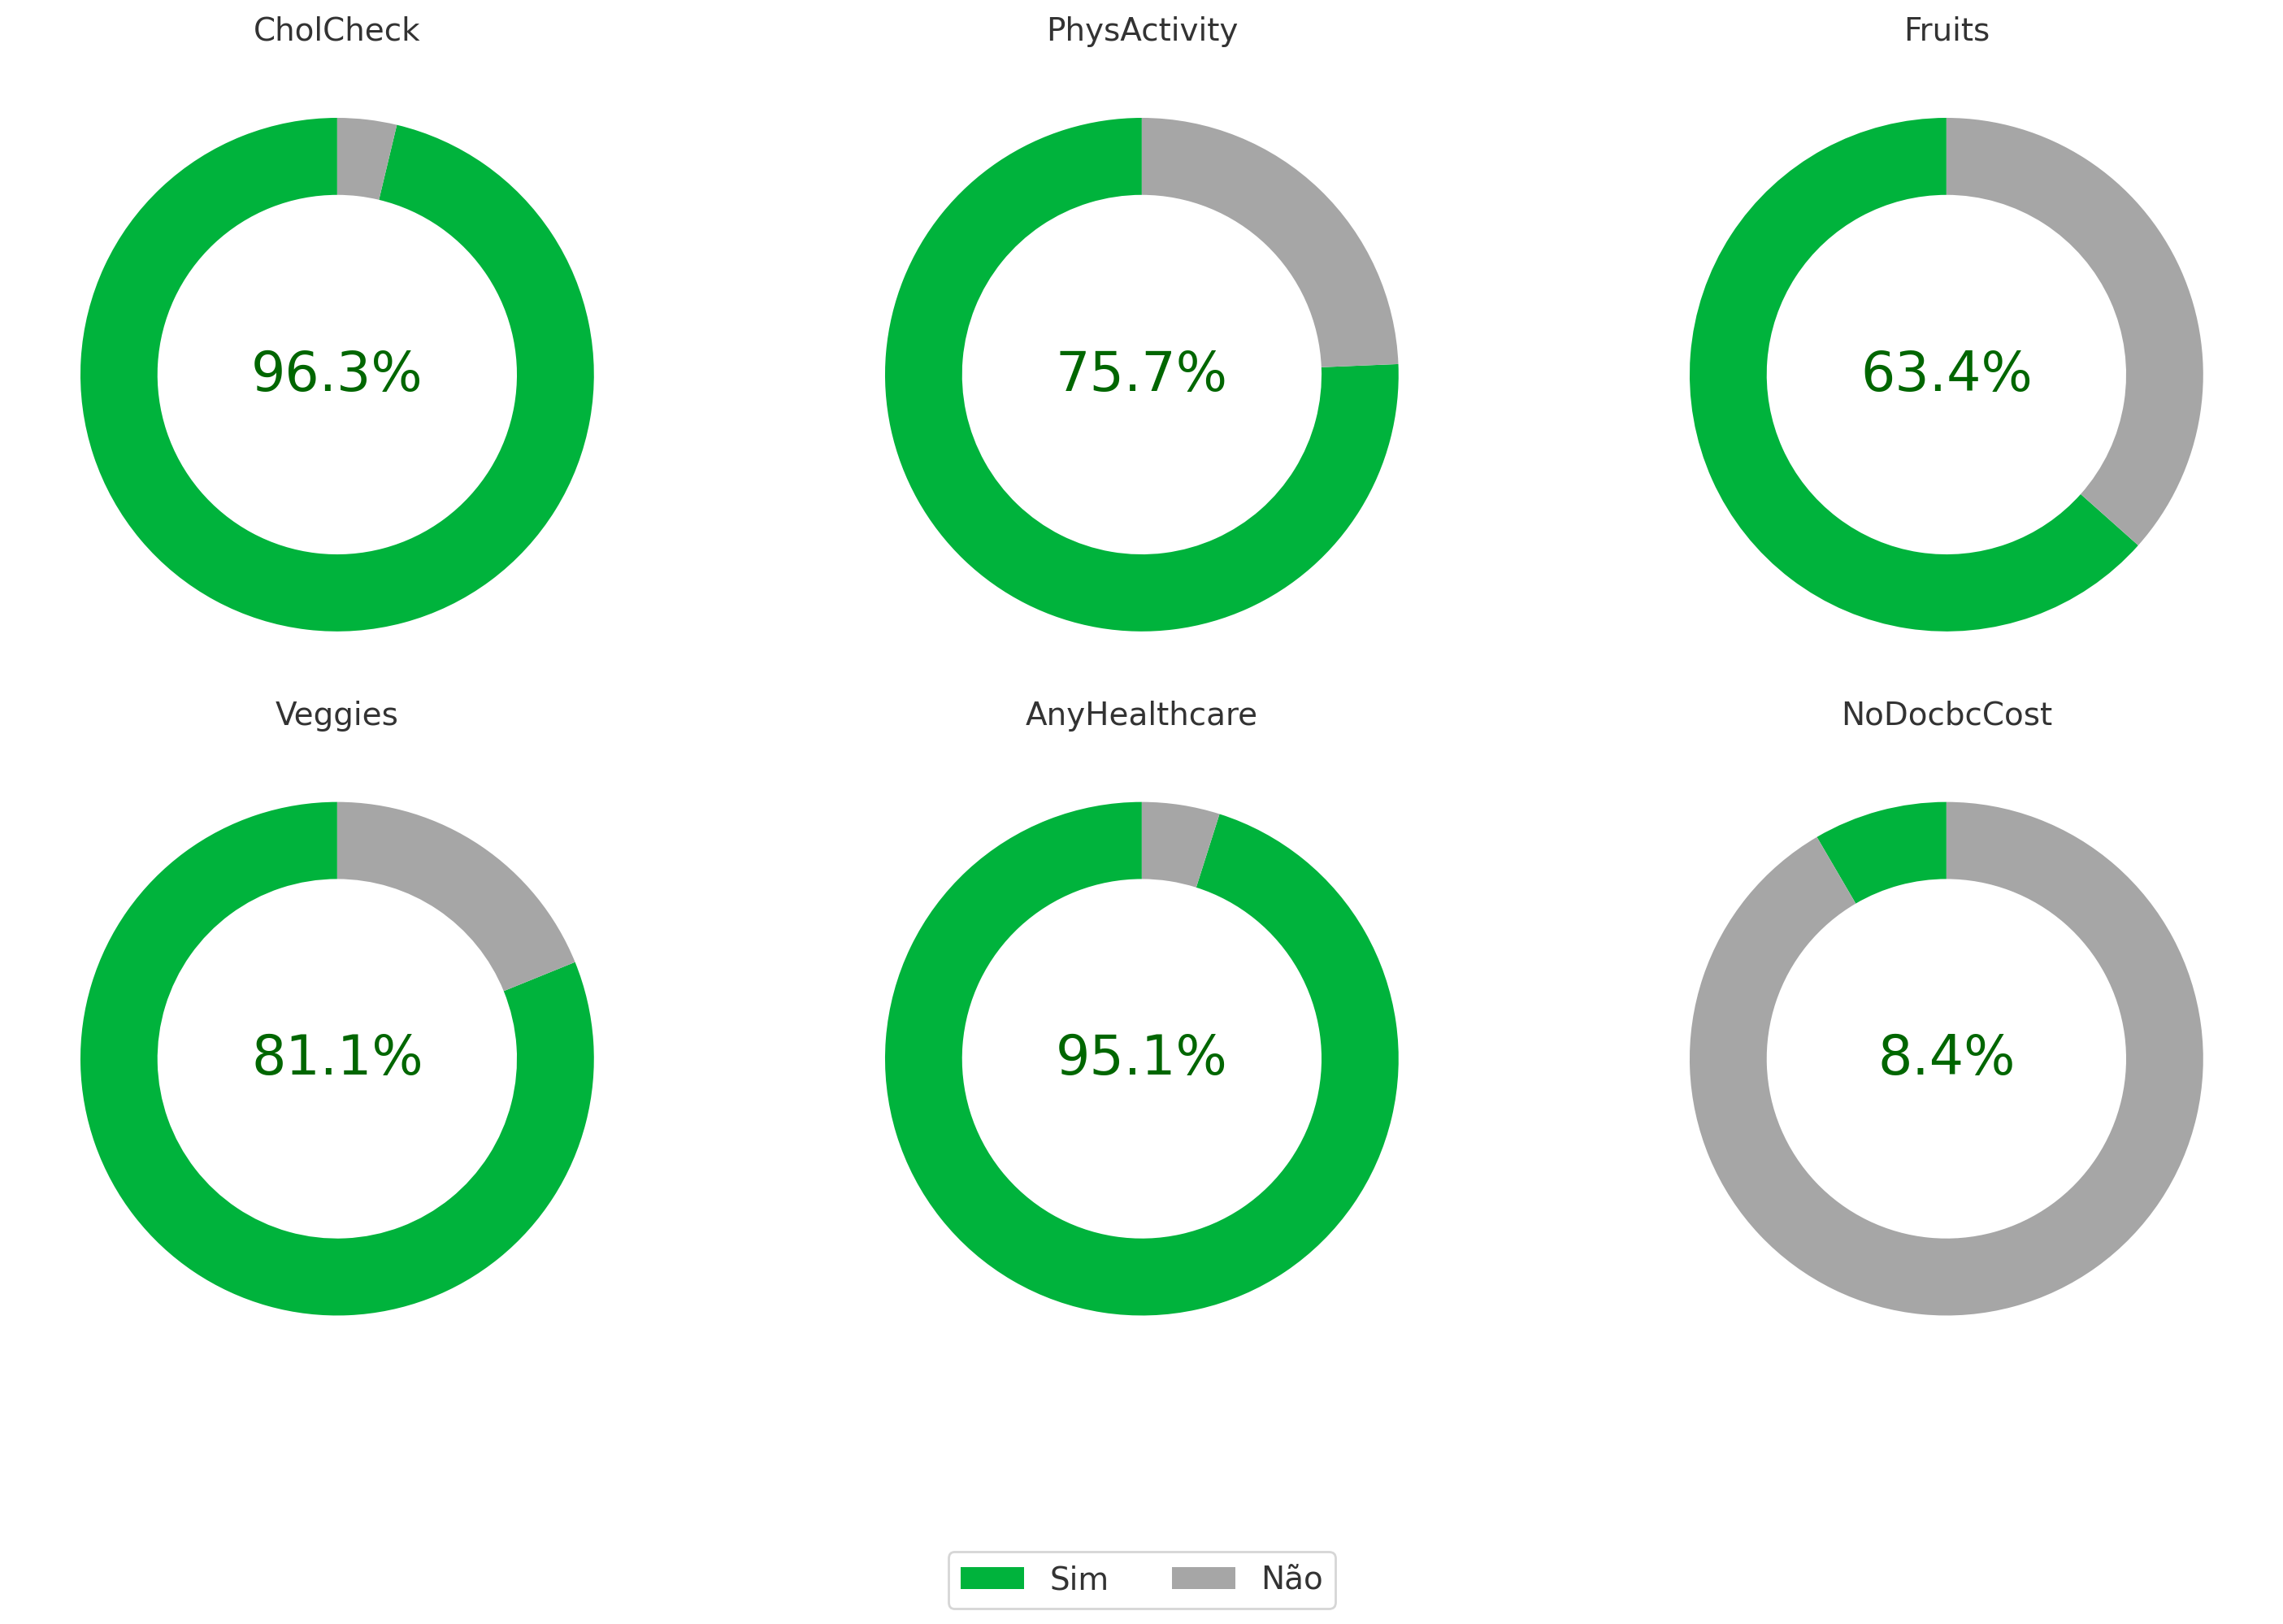 CholCheck
PhysActivity
Fruits
96.3%
75.7%
63.4%
Veggies
AnyHealthcare
NoDocbcCost
81.1%
95.1%
8.4%
Sim
Não